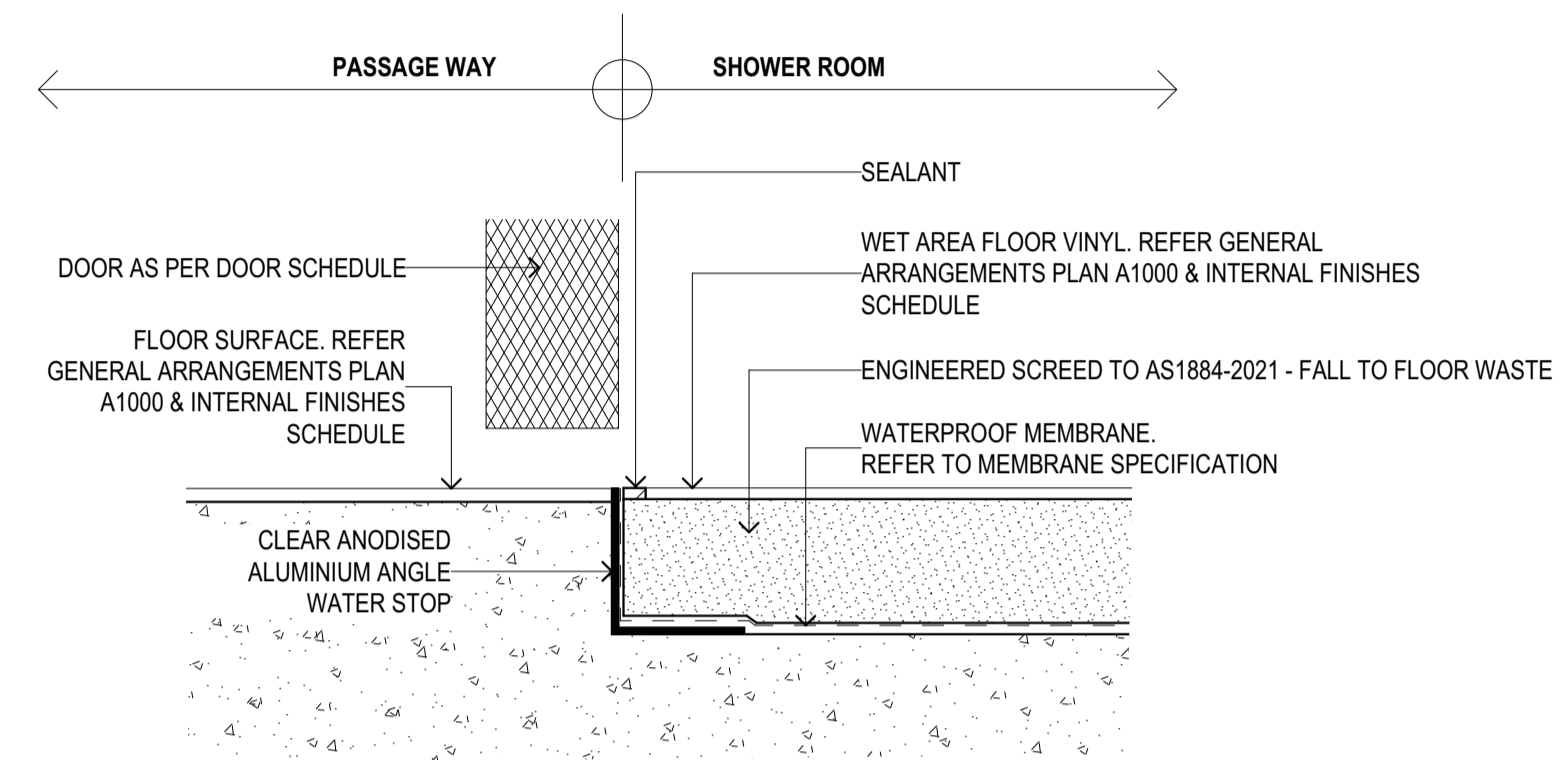 PASSAGE WAY
SHOWER ROOM
SEALANT
WET AREA FLOOR VINYL. REFER GENERAL
ARRANGEMENTS PLAN A1000 & INTERNAL FINISHES
SCHEDULE
DOOR AS PER DOOR SCHEDULE
FLOOR SURFACE. REFER
GENERAL ARRANGEMENTS PLAN
A1000 & INTERNAL FINISHES
SCHEDULE
ENGINEERED SCREED TO AS1884-2021 - FALL TO FLOOR WASTE
WATERPROOF MEMBRANE.
REFER TO MEMBRANE SPECIFICATION
CLEAR ANODISED
ALUMINIUM ANGLE
WATER STOP